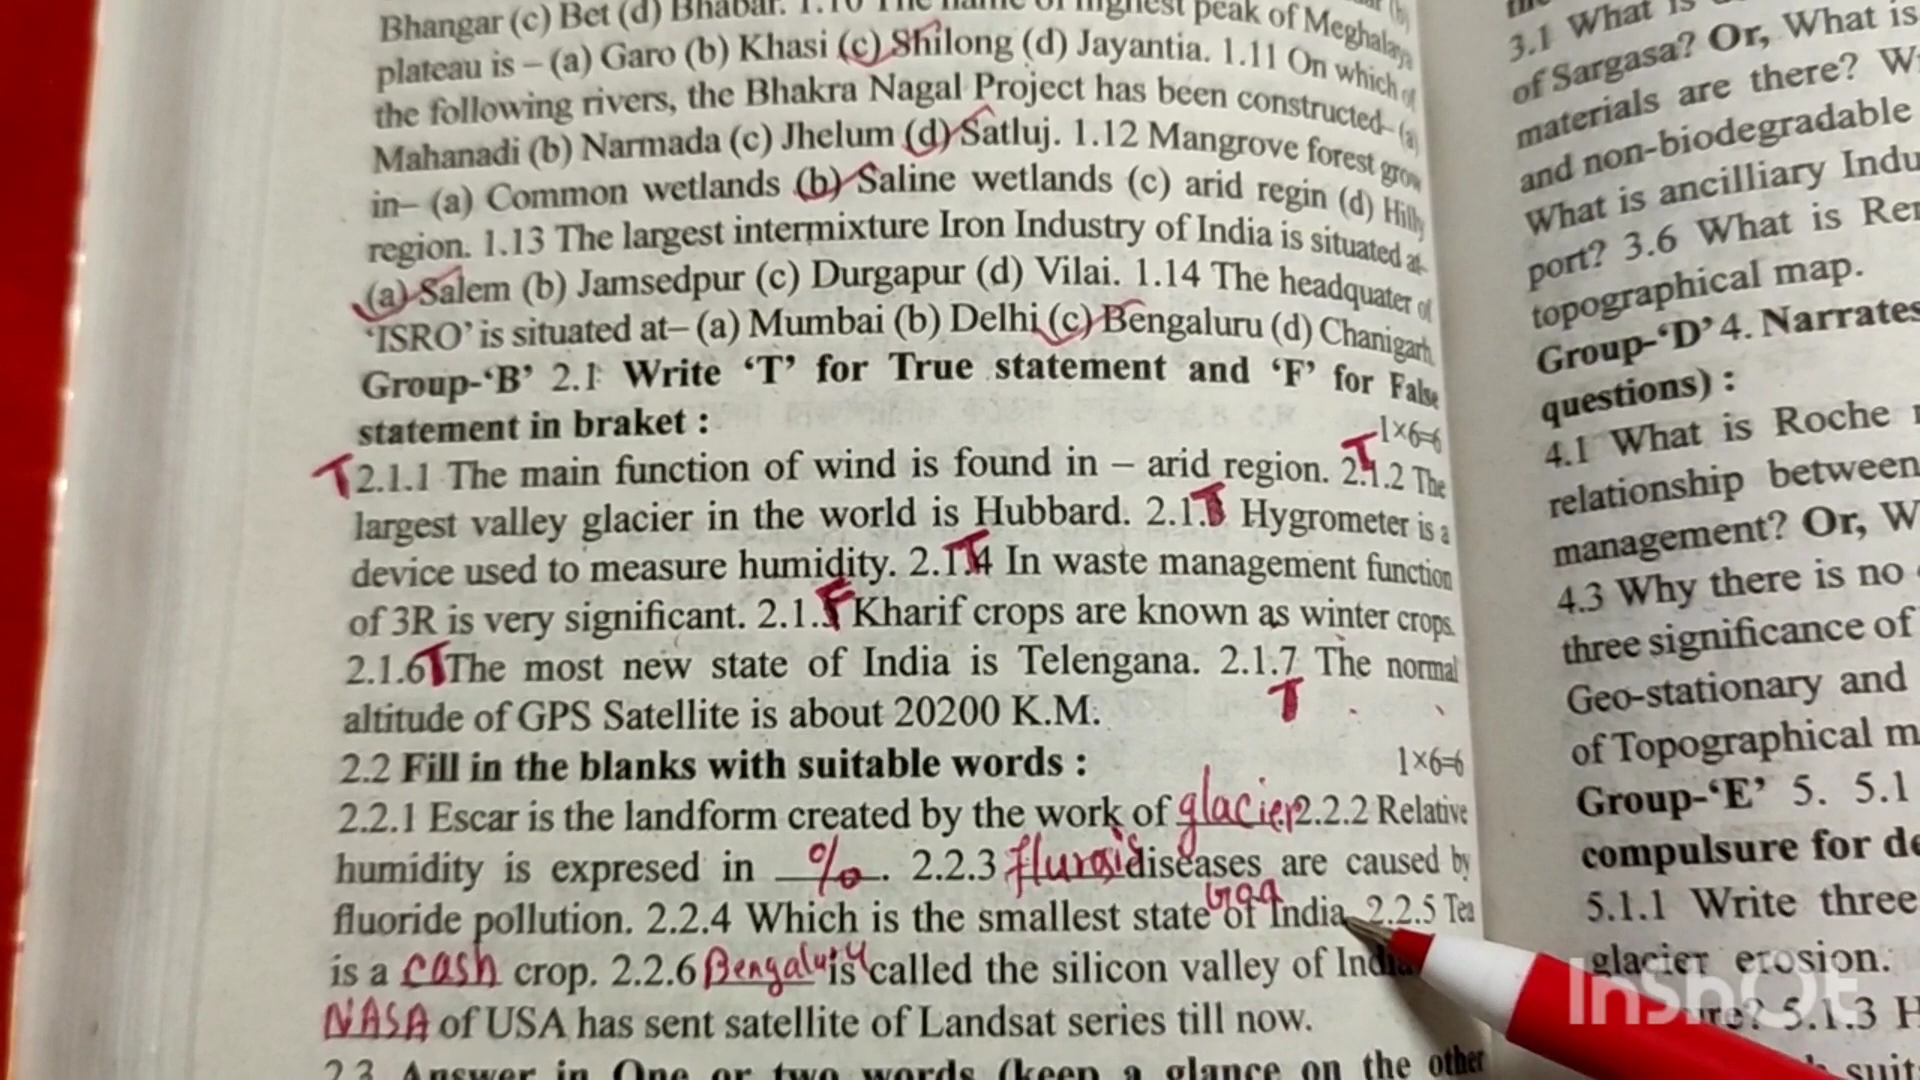 Bhangar (c) Bet (d) Bhabar. 1.10 The name of highest peak of Meghalaya
plateau is – (a) Garo (b) Khasi (c) Shilong (d) Jayantia. 1.11 On which of
the following rivers, the Bhakra Nagal Project has been constructed– (a)
Mahanadi (b) Narmada (c) Jhelum (d) Satluj. 1.12 Mangrove forest grow
in– (a) Common wetlands (b) Saline wetlands (c) arid regin (d) Hilly
region. 1.13 The largest intermixture Iron Industry of India is situated at–
(a) Salem (b) Jamsedpur (c) Durgapur (d) Vilai. 1.14 The headquater of
'ISRO' is situated at– (a) Mumbai (b) Delhi (c) Bengaluru (d) Chanigarh.
Group-'B' 2.1 Write 'T' for True statement and 'F' for False
statement in braket :
1×6=6
T 2.1.1 The main function of wind is found in – arid region. T 2.1.2 The
largest valley glacier in the world is Hubbard. 2.1.3 T Hygrometer is a
device used to measure humidity. 2.1.4 T In waste management function
of 3R is very significant. 2.1.5 F Kharif crops are known as winter crops.
2.1.6 T The most new state of India is Telengana. 2.1.7 The normal
altitude of GPS Satellite is about 20200 K.M. T
2.2 Fill in the blanks with suitable words : 1×6=6
2.2.1 Escar is the landform created by the work of glacier 2.2.2 Relative
humidity is expresed in %. 2.2.3 diseases are caused by
fluoride pollution. 2.2.4 Which is the smallest state of India. Goa 2.2.5 Tea
is a cash crop. 2.2.6 Bengaluru is called the silicon valley of
NASA of USA has sent satellite of Landsat series till now.
2.3 Answer in One or two words (keep a glance on the other
3.1 What is
of Sargasa? Or, What is
materials are there?
and non-biodegradable
What is ancilliary
port? 3.6 What is
topographical map.
Group-'D' 4. Narrates
questions) :
4.1 What is Roche
relationship between
management? Or,
4.3 Why there is no
three significance of
Geo-stationary and
of Topographical
Group-'E' 5. 5.1
compulsure for
5.1.1 Write three
glacier erosion.
5.1.3
InShOt